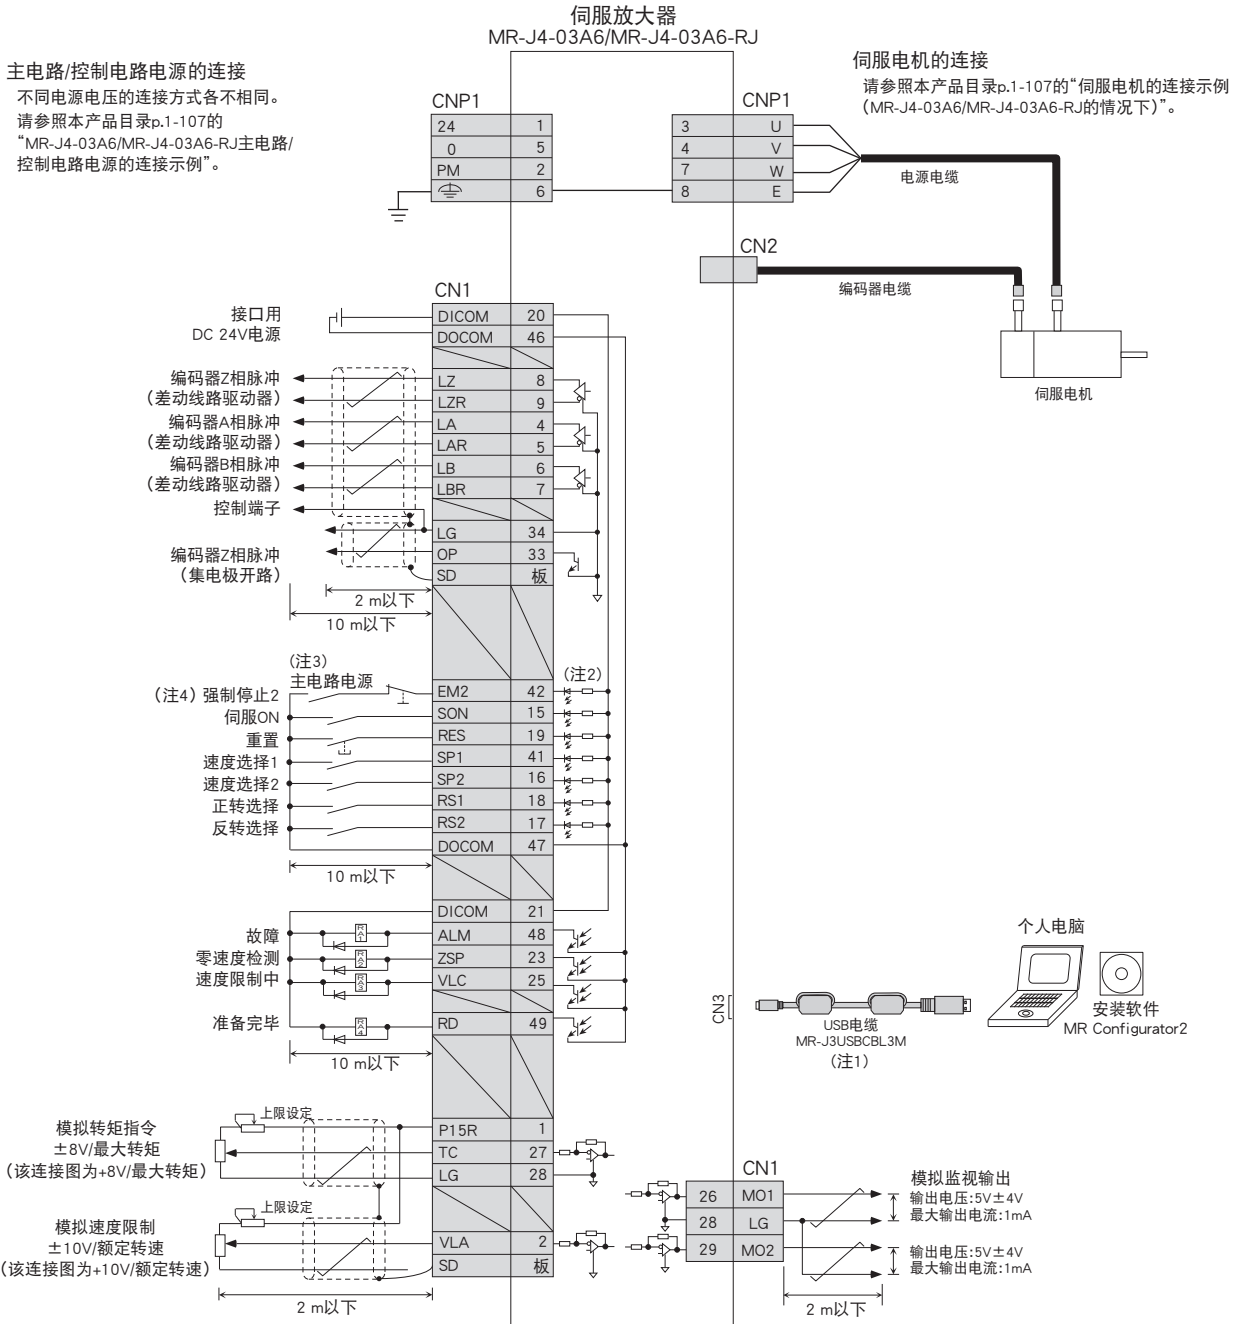 伺服放大器
MR-J4-03A6/MR-J4-03A6-RJ
主电路/控制电路电源的连接
不同电源电压的连接方式各不相同。
请参照本产品目录p.1-107的
“MR-J4-03A6/MR-J4-03A6-RJ主电路/
控制电路电源的连接示例”。
伺服电机的连接
请参照本产品目录p.1-107的“伺服电机的连接示例
（MR-J4-03A6/MR-J4-03A6-RJ的情况下）”。
CNP1
24 1
0 5
PM 2
6
CNP1
3 U
4 V
7 W
8 E
电源电缆
CN2
编码器电缆
伺服电机
CN1
接口用
DC 24V电源
DICOM 20
DOCOM 46
编码器Z相脉冲
（差动线路驱动器）
LZ 8
LZR 9
编码器A相脉冲
（差动线路驱动器）
LA 4
LAR 5
编码器B相脉冲
（差动线路驱动器）
LB 6
LBR 7
控制端子
LG 34
编码器Z相脉冲
（集电极开路）
OP 33
SD 板
2 m以下
10 m以下
（注3）
主电路电源
（注2）
（注4）强制停止2 EM2 42
伺服ON SON 15
重置 RES 19
速度选择1 SP1 41
速度选择2 SP2 16
正转选择 RS1 18
反转选择 RS2 17
DOCOM 47
10 m以下
DICOM 21
故障 RA1 ALM 48
零速度检测 RA2 ZSP 23
速度限制中 RA3 VLC 25
准备完毕 RA4 RD 49
10 m以下
CN3
USB电缆
MR-J3USBCBL3M
（注1）
个人电脑
安装软件
MR Configurator2
上限设定
模拟转矩指令
±8V/最大转矩
（该连接图为+8V/最大转矩）
P15R 1
TC 27
LG 28
上限设定
模拟速度限制
±10V/额定转速
（该连接图为+10V/额定转速）
VLA 2
SD 板
2 m以下
CN1
26 MO1
28 LG
29 MO2
模拟监视输出
输出电压:5V±4V
最大输出电流:1mA
输出电压:5V±4V
最大输出电流:1mA
2 m以下